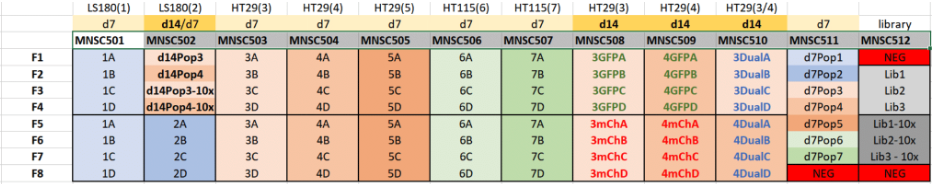 LS180(1) LS180(2) HT29(3) HT29(4) HT29(5) HT115(6) HT115(7) HT29(3) HT29(4) HT29(3/4)
d7 d14/d7 d7 d7 d7 d7 d7 d14 d14 d14 d7 library
MNSC501 MNSC502 MNSC503 MNSC504 MNSC505 MNSC506 MNSC507 MNSC508 MNSC509 MNSC510 MNSC511 MNSC512
F1 1A d14Pop3 3A 4A 5A 6A 7A 3GFPA 4GFPA 3DualA d7Pop1 NEG
F2 1B d14Pop4 3B 4B 5B 6B 7B 3GFPB 4GFPB 3DualB d7Pop2 Lib1
F3 1C d14Pop3-10x 3C 4C 5C 6C 7C 3GFPC 4GFPC 3DualC d7Pop3 Lib2
F4 1D d14Pop4-10x 3D 4D 5D 6D 7D 3GFPD 4GFPD 3DualD d7Pop4 Lib3
F5 1A 2A 3A 4A 5A 6A 7A 3mChA 4mChA 4DualA d7Pop5 Lib1-10x
F6 1B 2B 3B 4B 5B 6B 7B 3mChB 4mChB 4DualB d7Pop6 Lib2-10x
F7 1C 2C 3C 4C 5C 6C 7C 3mChC 4mChC 4DualC d7Pop7 Lib3 - 10x
F8 1D 2D 3D 4D 5D 6D 7D 3mChD 4mChD 4DualD NEG NEG